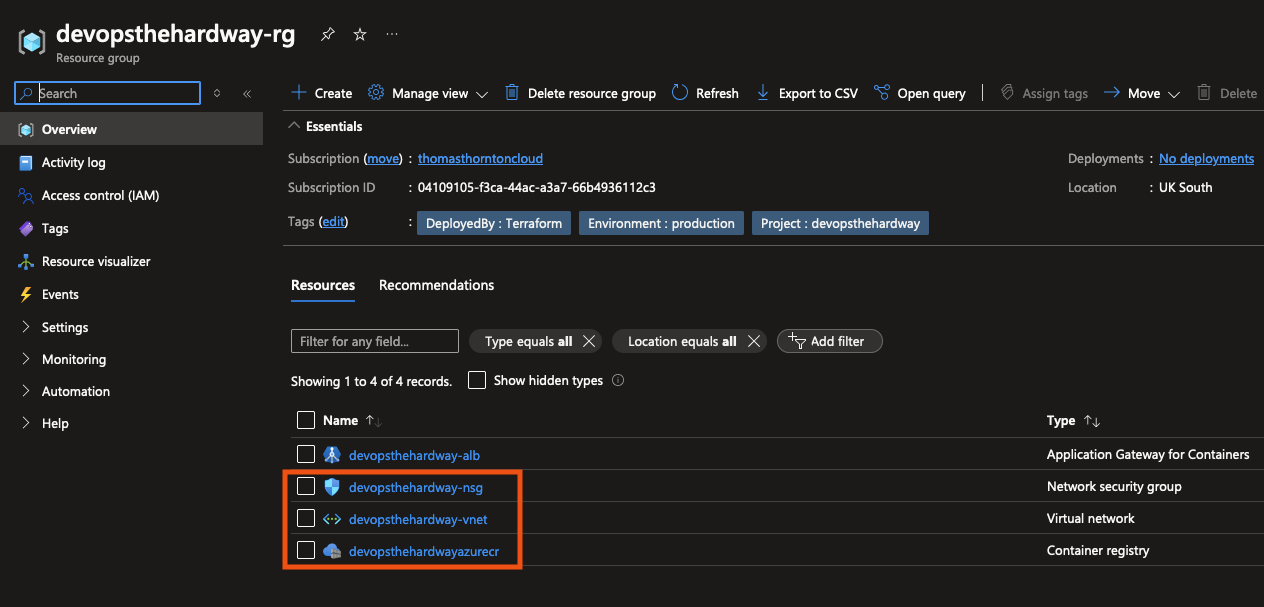 devopsthehardway-rg
Resource group
Search
Overview
Activity log
Access control (IAM)
Tags
Resource visualizer
Events
Settings
Monitoring
Automation
Help
Create Manage view Delete resource group Refresh Export to CSV Open query Assign tags Move Delete
Essentials
Subscription (move) : thomasthorntoncloud Deployments : No deployments
Subscription ID : 04109105-f3ca-44ac-a3a7-66b4936112c3 Location : UK South
Tags (edit) : DeployedBy : Terraform Environment : production Project : devopsthehardway
Resources Recommendations
Filter for any field... Type equals all Location equals all Add filter
Showing 1 to 4 of 4 records. Show hidden types
Name Type
devopsthehardway-alb Application Gateway for Containers
devopsthehardway-nsg Network security group
devopsthehardway-vnet Virtual network
devopsthehardwayazurecr Container registry